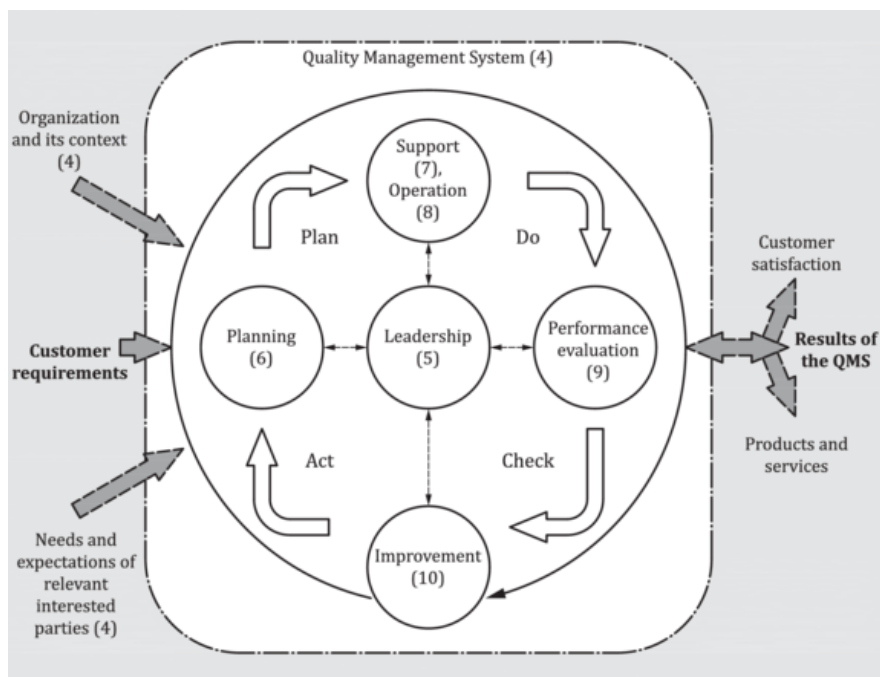 Quality Management System (4)
Organization
and its context
(4)
Support
(7),
Operation
(8)
Plan
Do
Customer
satisfaction
Planning
(6)
Leadership
(5)
Performance
evaluation
(9)
Customer
requirements
Results of
the QMS
Act
Check
Products and
services
Needs and
expectations of
relevant
interested
parties (4)
Improvement
(10)